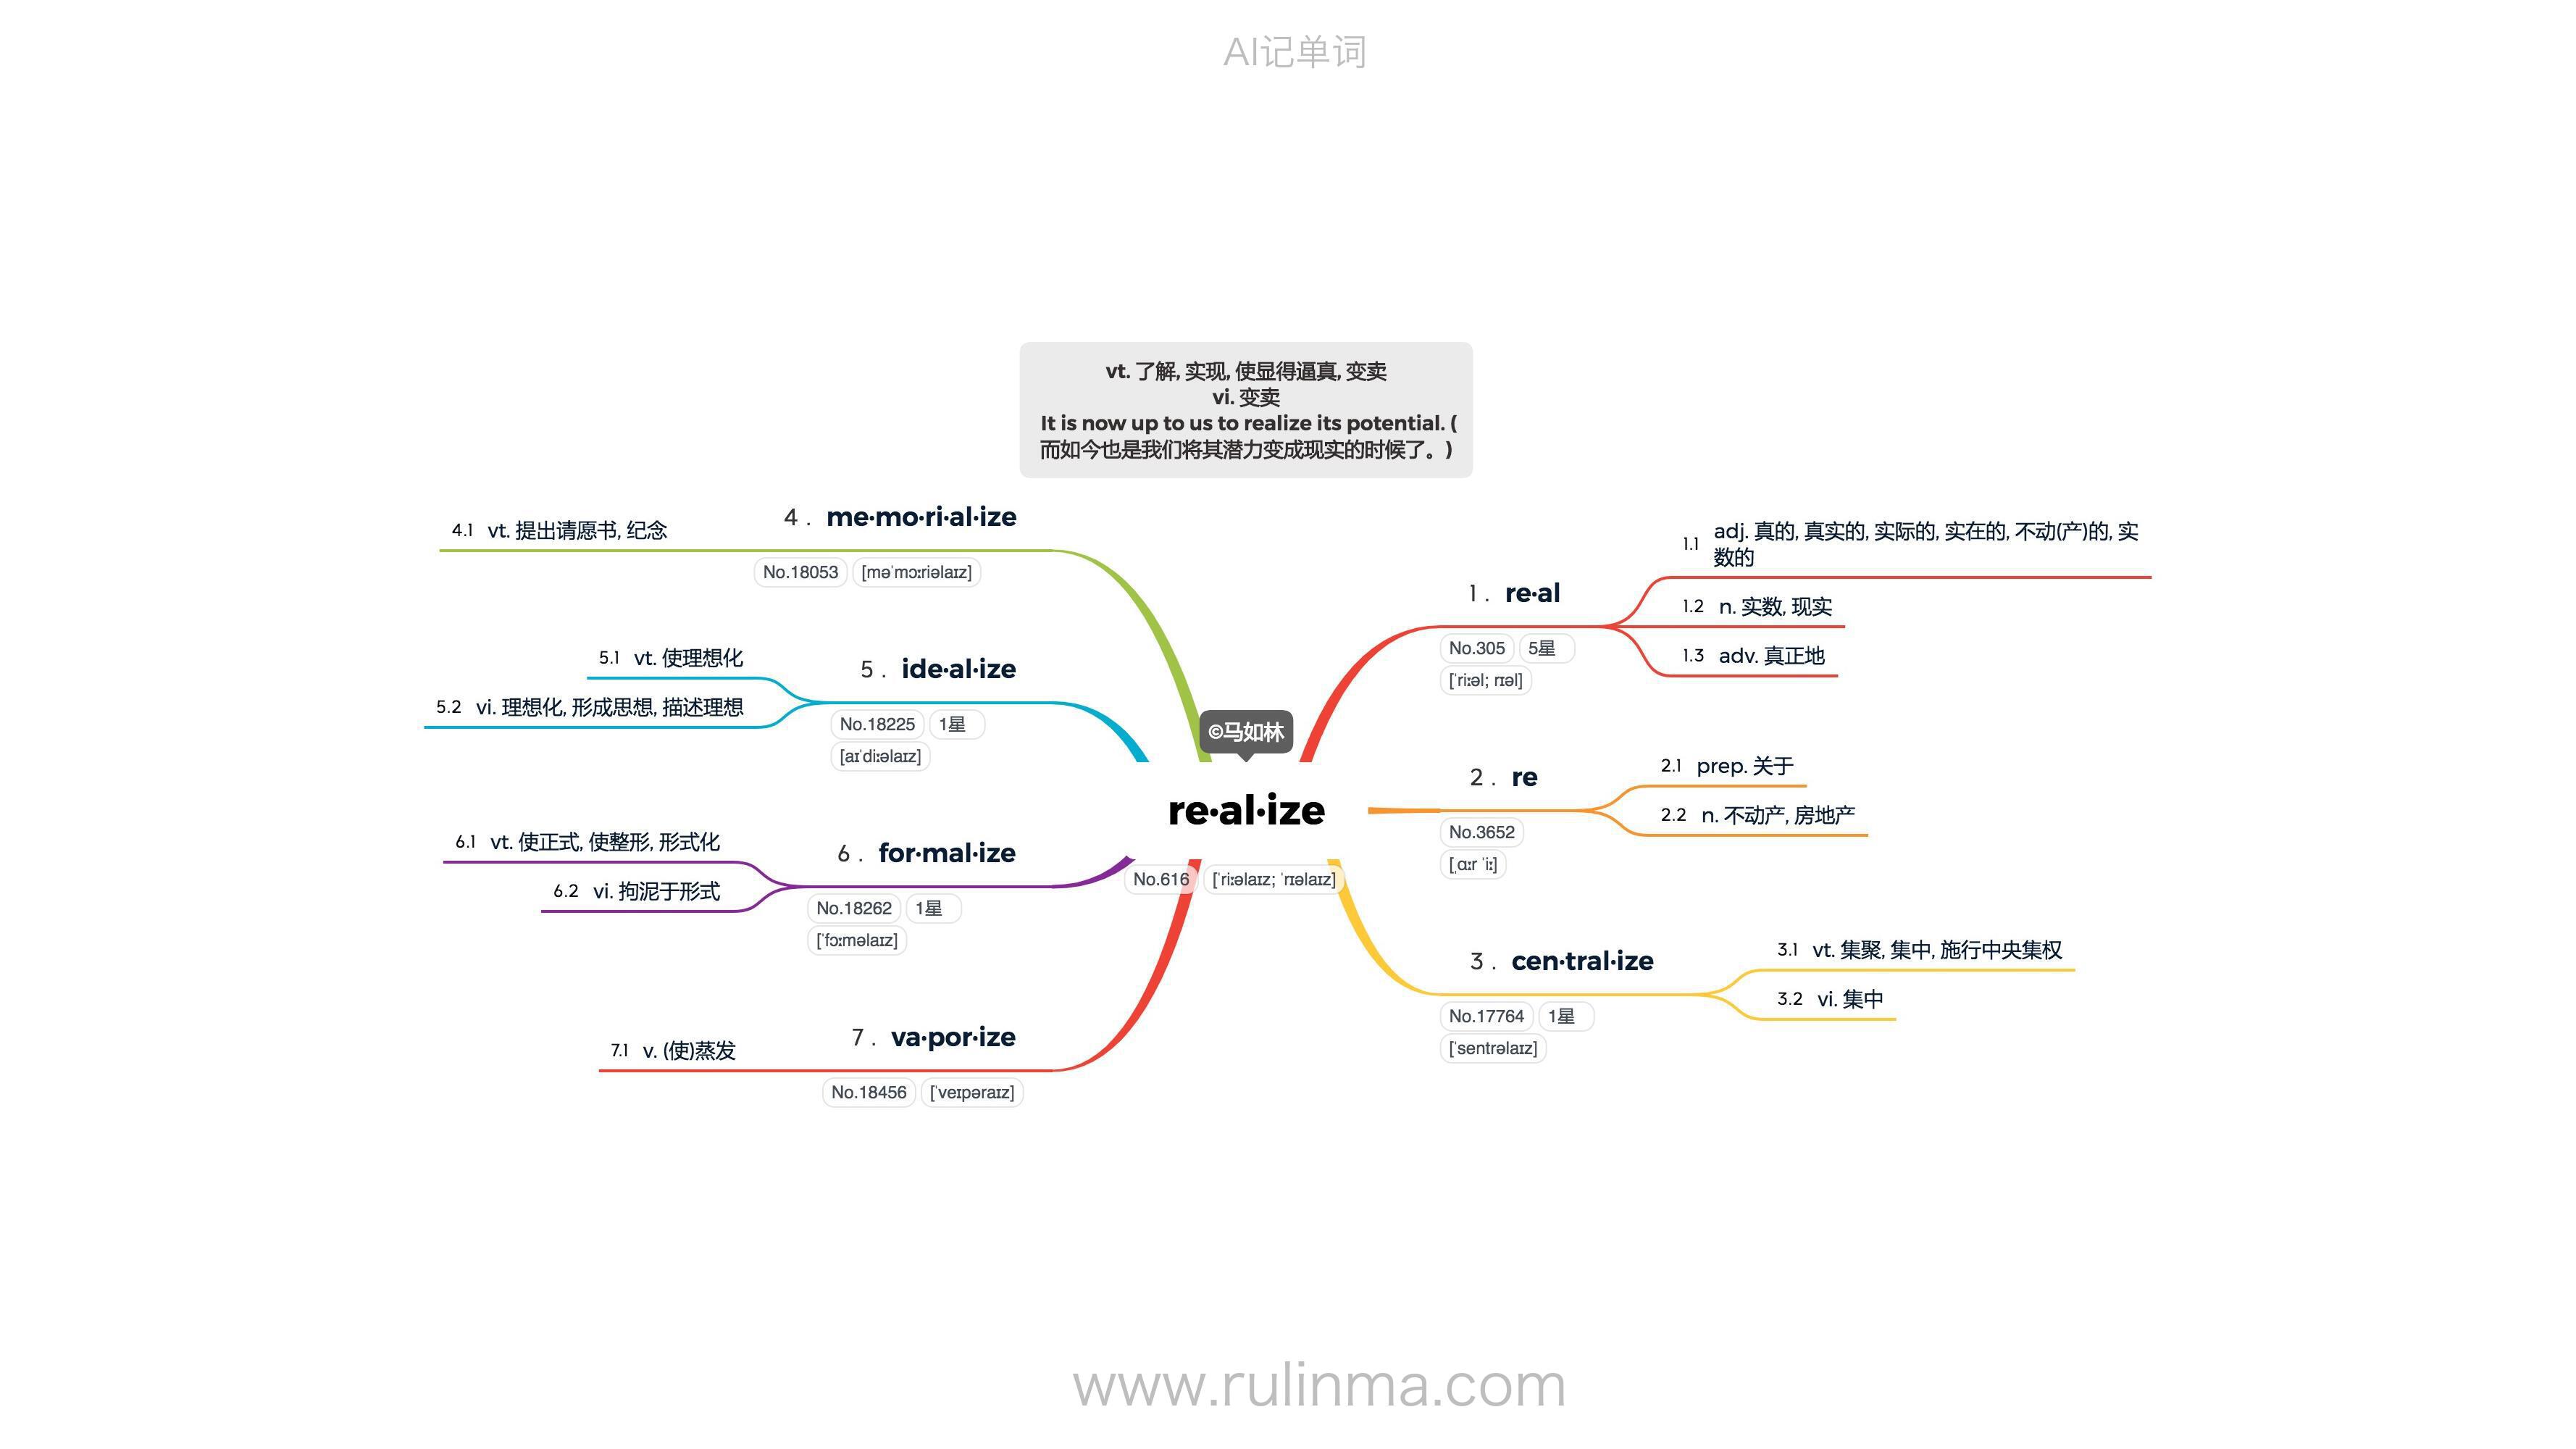 AI记单词
vt. 了解, 实现, 使显得逼真, 变卖
vi. 变卖
It is now up to us to realize its potential. (
而如今也是我们将其潜力变成现实的时候了。)
©马如林
re·al·ize
No.616 [ˈriːəlaɪz; ˈrɪəlaɪz]
1. re·al
No.305 5星
[ˈriːəl; rɪəl]
1.1 adj. 真的, 真实的, 实际的, 实在的, 不动(产)的, 实
数的
1.2 n. 实数, 现实
1.3 adv. 真正地
2. re
No.3652
[ˌɑːr ˈiː]
2.1 prep. 关于
2.2 n. 不动产, 房地产
3. cen·tral·ize
No.17764 1星
[ˈsentrəlaɪz]
3.1 vt. 集聚, 集中, 施行中央集权
3.2 vi. 集中
4. me·mo·ri·al·ize
No.18053 [məˈmɔːriəlaɪz]
4.1 vt. 提出请愿书, 纪念
5. ide·al·ize
No.18225 1星
[aɪˈdiːəlaɪz]
5.1 vt. 使理想化
5.2 vi. 理想化, 形成思想, 描述理想
6. for·mal·ize
No.18262 1星
[ˈfɔːməlaɪz]
6.1 vt. 使正式, 使整形, 形式化
6.2 vi. 拘泥于形式
7. va·por·ize
No.18456 [ˈveɪpəraɪz]
7.1 v. (使)蒸发
www.rulinma.com